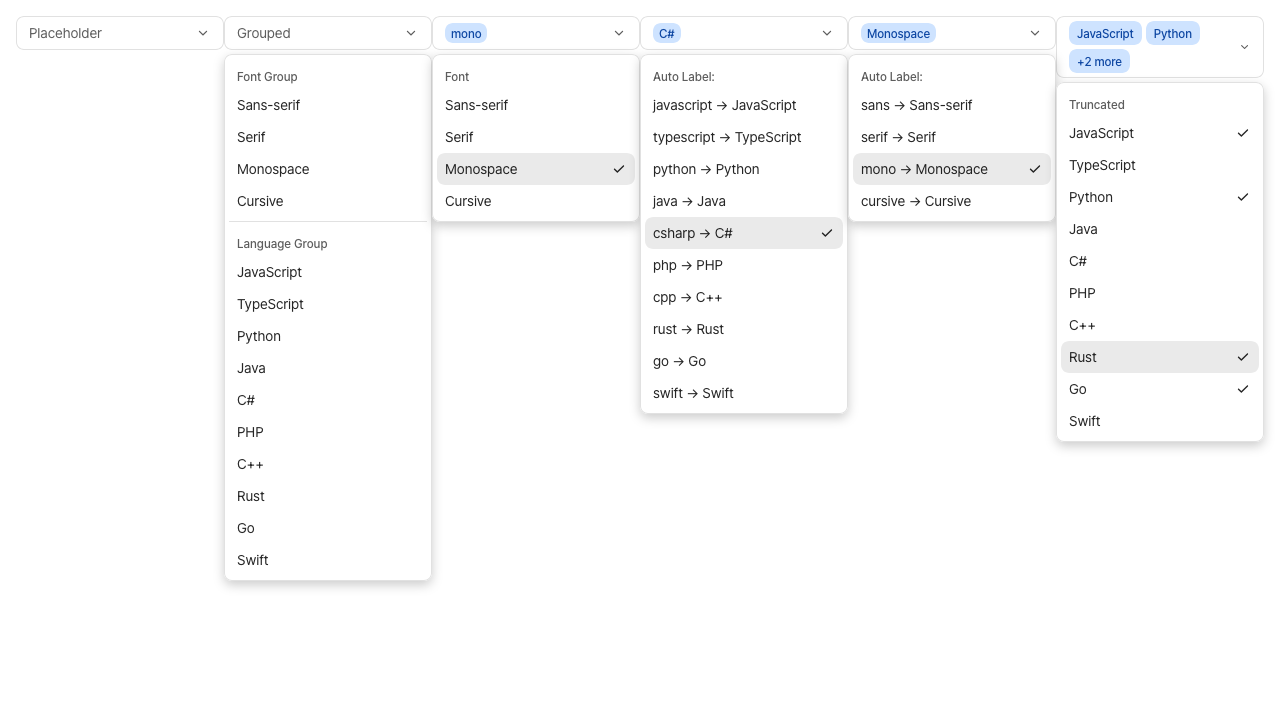 Placeholder
Grouped
Font Group
Sans-serif
Serif
Monospace
Cursive
Language Group
JavaScript
TypeScript
Python
Java
C#
PHP
C++
Rust
Go
Swift
mono
Font
Sans-serif
Serif
Monospace
Cursive
C#
Auto Label:
javascript → JavaScript
typescript → TypeScript
python → Python
java → Java
csharp → C#
php → PHP
cpp → C++
rust → Rust
go → Go
swift → Swift
Monospace
Auto Label:
sans → Sans-serif
serif → Serif
mono → Monospace
cursive → Cursive
JavaScript Python
+2 more
Truncated
JavaScript
TypeScript
Python
Java
C#
PHP
C++
Rust
Go
Swift